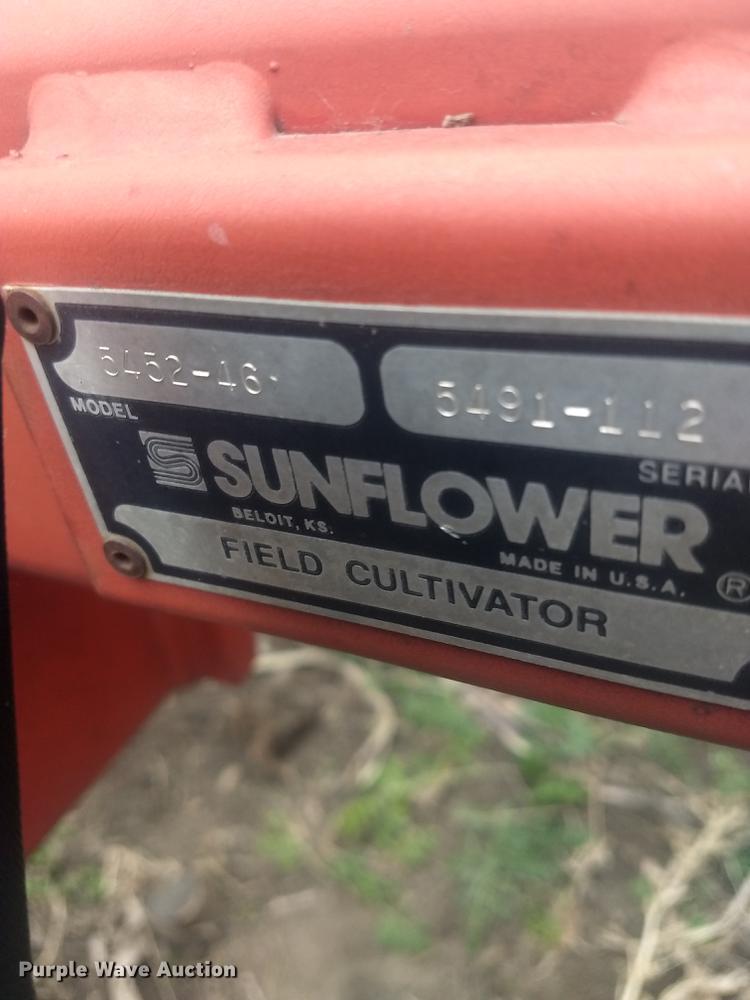 5452-46
5491-112
MODEL
SERIAL
SUNFLOWER
BELOIT, KS.
MADE IN U.S.A. ®
FIELD CULTIVATOR
Purple Wave Auction